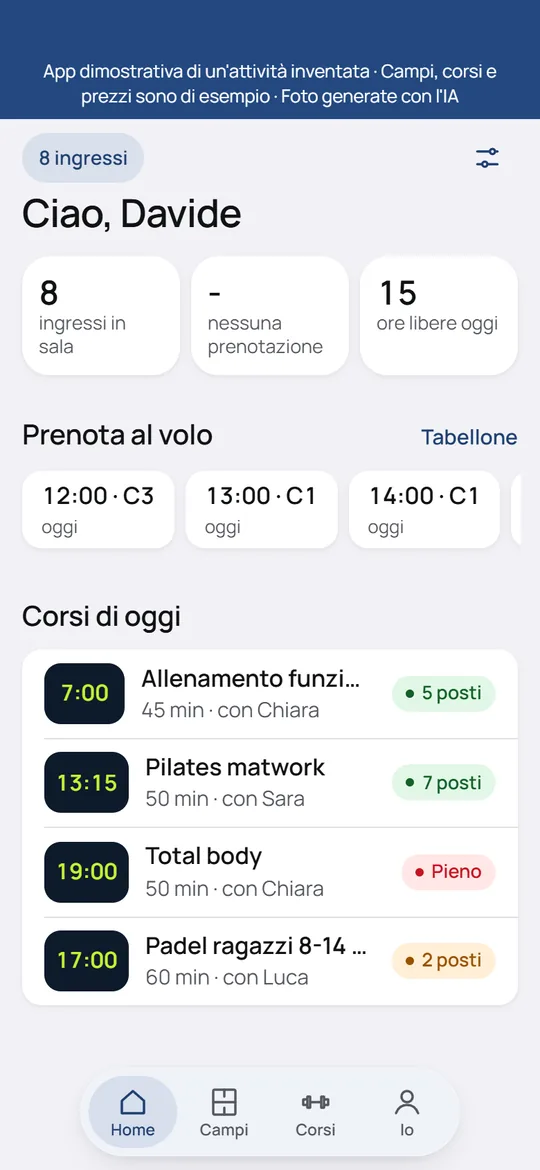 App dimostrativa di un'attività inventata · Campi, corsi e
prezzi sono di esempio · Foto generate con l'IA
8 ingressi
Ciao, Davide
8
ingressi in
sala
-
nessuna
prenotazione
15
ore libere oggi
Prenota al volo
Tabellone
12:00 · C3
oggi
13:00 · C1
oggi
14:00 · C1
oggi
Corsi di oggi
7:00
Allenamento funzi...
45 min · con Chiara
5 posti
13:15
Pilates matwork
50 min · con Sara
7 posti
19:00
Total body
50 min · con Chiara
Pieno
17:00
Padel ragazzi 8-14 ...
60 min · con Luca
2 posti
Home
Campi
Corsi
Io